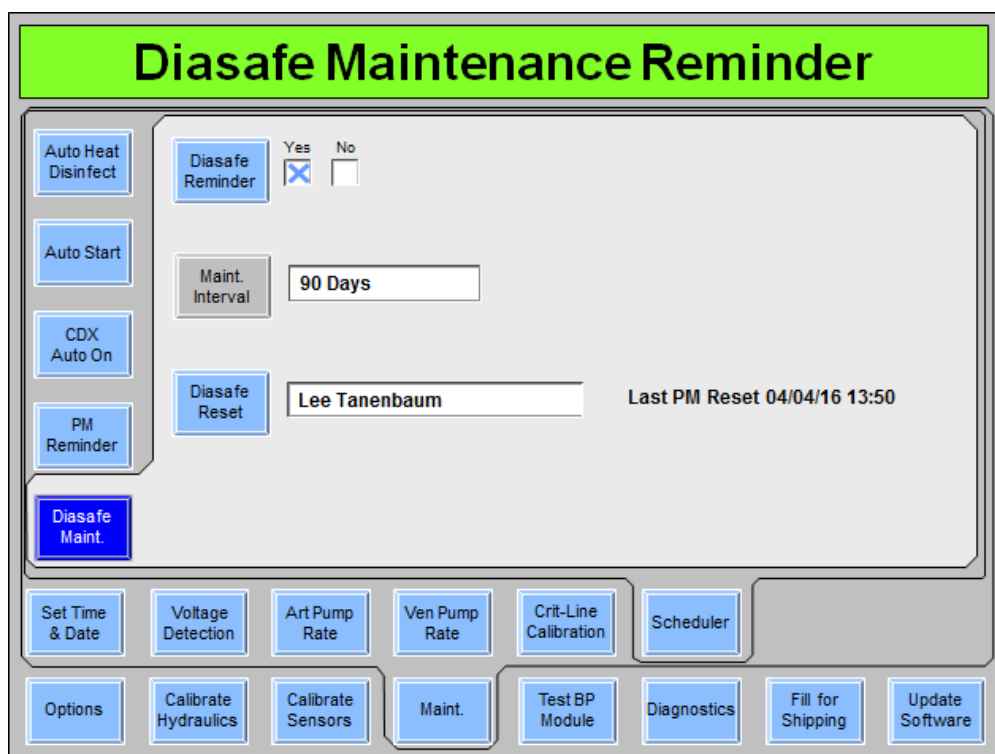 Diasafe Maintenance Reminder
Auto Heat
Disinfect
Auto Start
CDX
Auto On
PM
Reminder
Diasafe
Maint.
Diasafe
Reminder
Yes No
Maint.
Interval
90 Days
Diasafe
Reset
Lee Tanenbaum
Last PM Reset 04/04/16 13:50
Set Time
& Date
Voltage
Detection
Art Pump
Rate
Ven Pump
Rate
Crit-Line
Calibration
Scheduler
Options
Calibrate
Hydraulics
Calibrate
Sensors
Maint.
Test BP
Module
Diagnostics
Fill for
Shipping
Update
Software